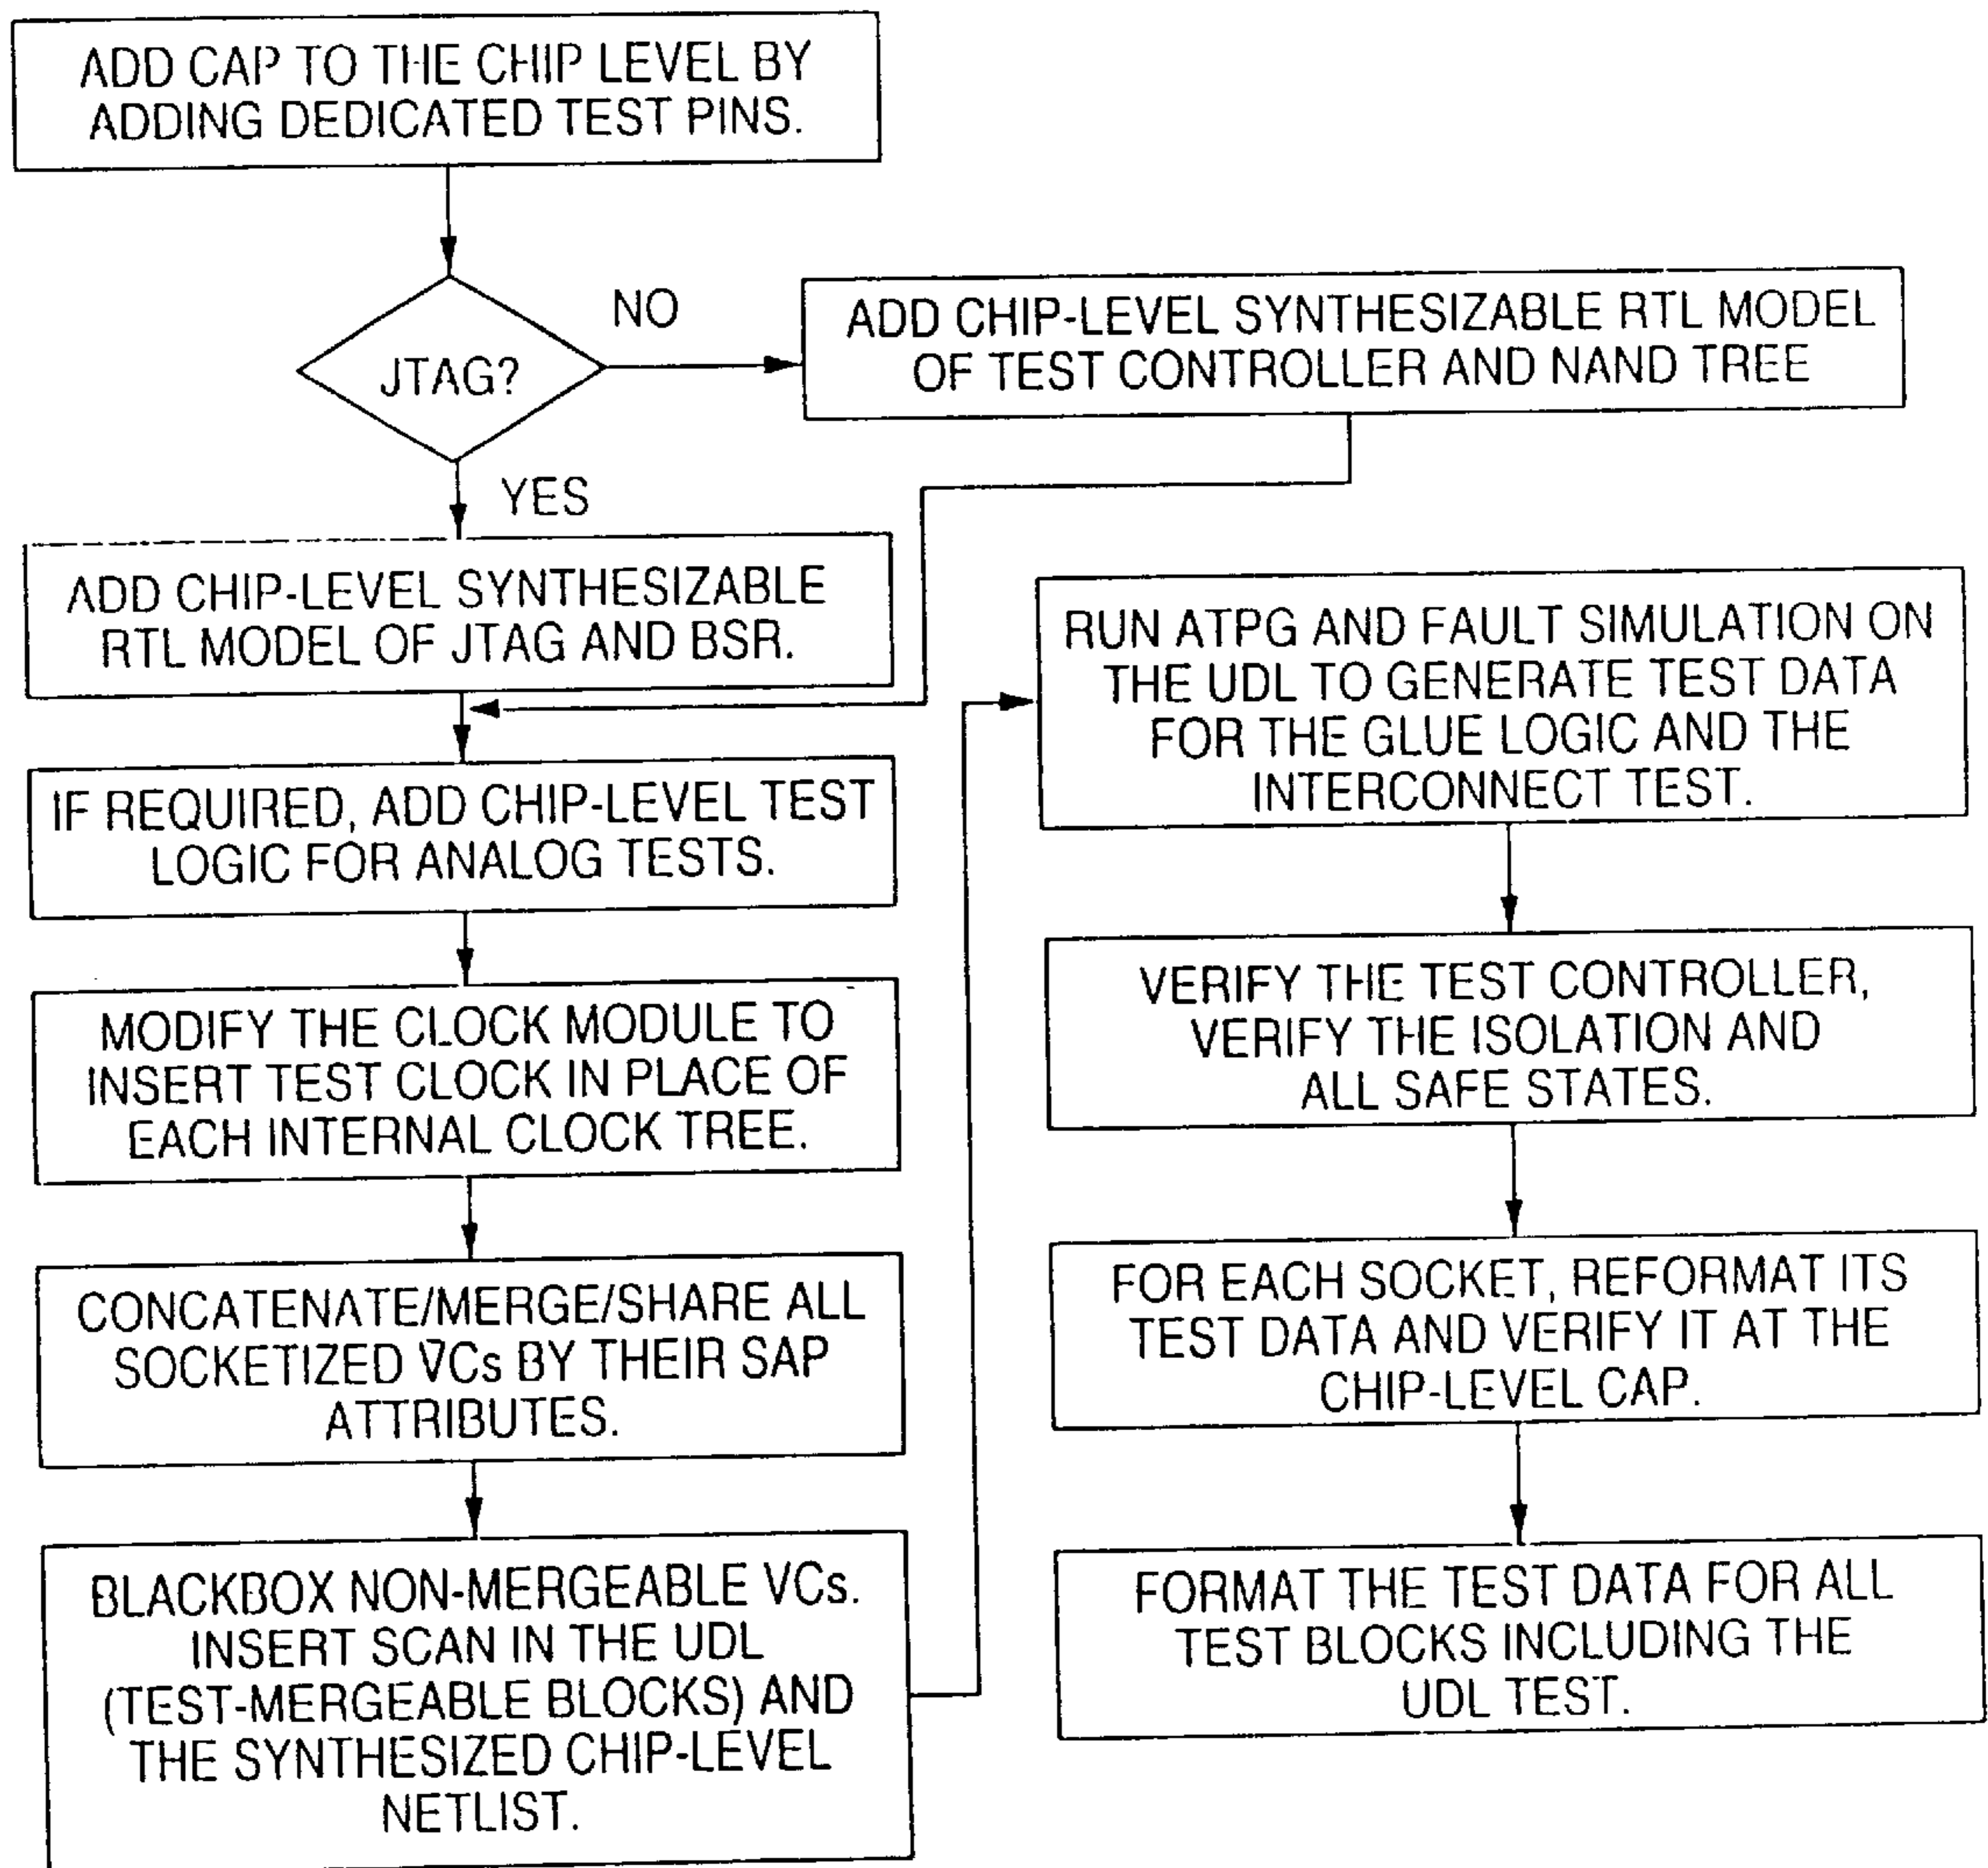 ADD CAP TO THE CHIP LEVEL BY
ADDING DEDICATED TEST PINS.
JTAG?
NO
ADD CHIP-LEVEL SYNTHESIZABLE RTL MODEL
OF TEST CONTROLLER AND NAND TREE
YES
ADD CHIP-LEVEL SYNTHESIZABLE
RTL MODEL OF JTAG AND BSR.
IF REQUIRED, ADD CHIP-LEVEL TEST
LOGIC FOR ANALOG TESTS.
MODIFY THE CLOCK MODULE TO
INSERT TEST CLOCK IN PLACE OF
EACH INTERNAL CLOCK TREE.
CONCATENATE/MERGE/SHARE ALL
SOCKETIZED VCs BY THEIR SAP
ATTRIBUTES.
BLACKBOX NON-MERGEABLE VCs.
INSERT SCAN IN THE UDL
(TEST-MERGEABLE BLOCKS) AND
THE SYNTHESIZED CHIP-LEVEL
NETLIST.
RUN ATPG AND FAULT SIMULATION ON
THE UDL TO GENERATE TEST DATA
FOR THE GLUE LOGIC AND THE
INTERCONNECT TEST.
VERIFY THE TEST CONTROLLER,
VERIFY THE ISOLATION AND
ALL SAFE STATES.
FOR EACH SOCKET, REFORMAT ITS
TEST DATA AND VERIFY IT AT THE
CHIP-LEVEL CAP.
FORMAT THE TEST DATA FOR ALL
TEST BLOCKS INCLUDING THE
UDL TEST.